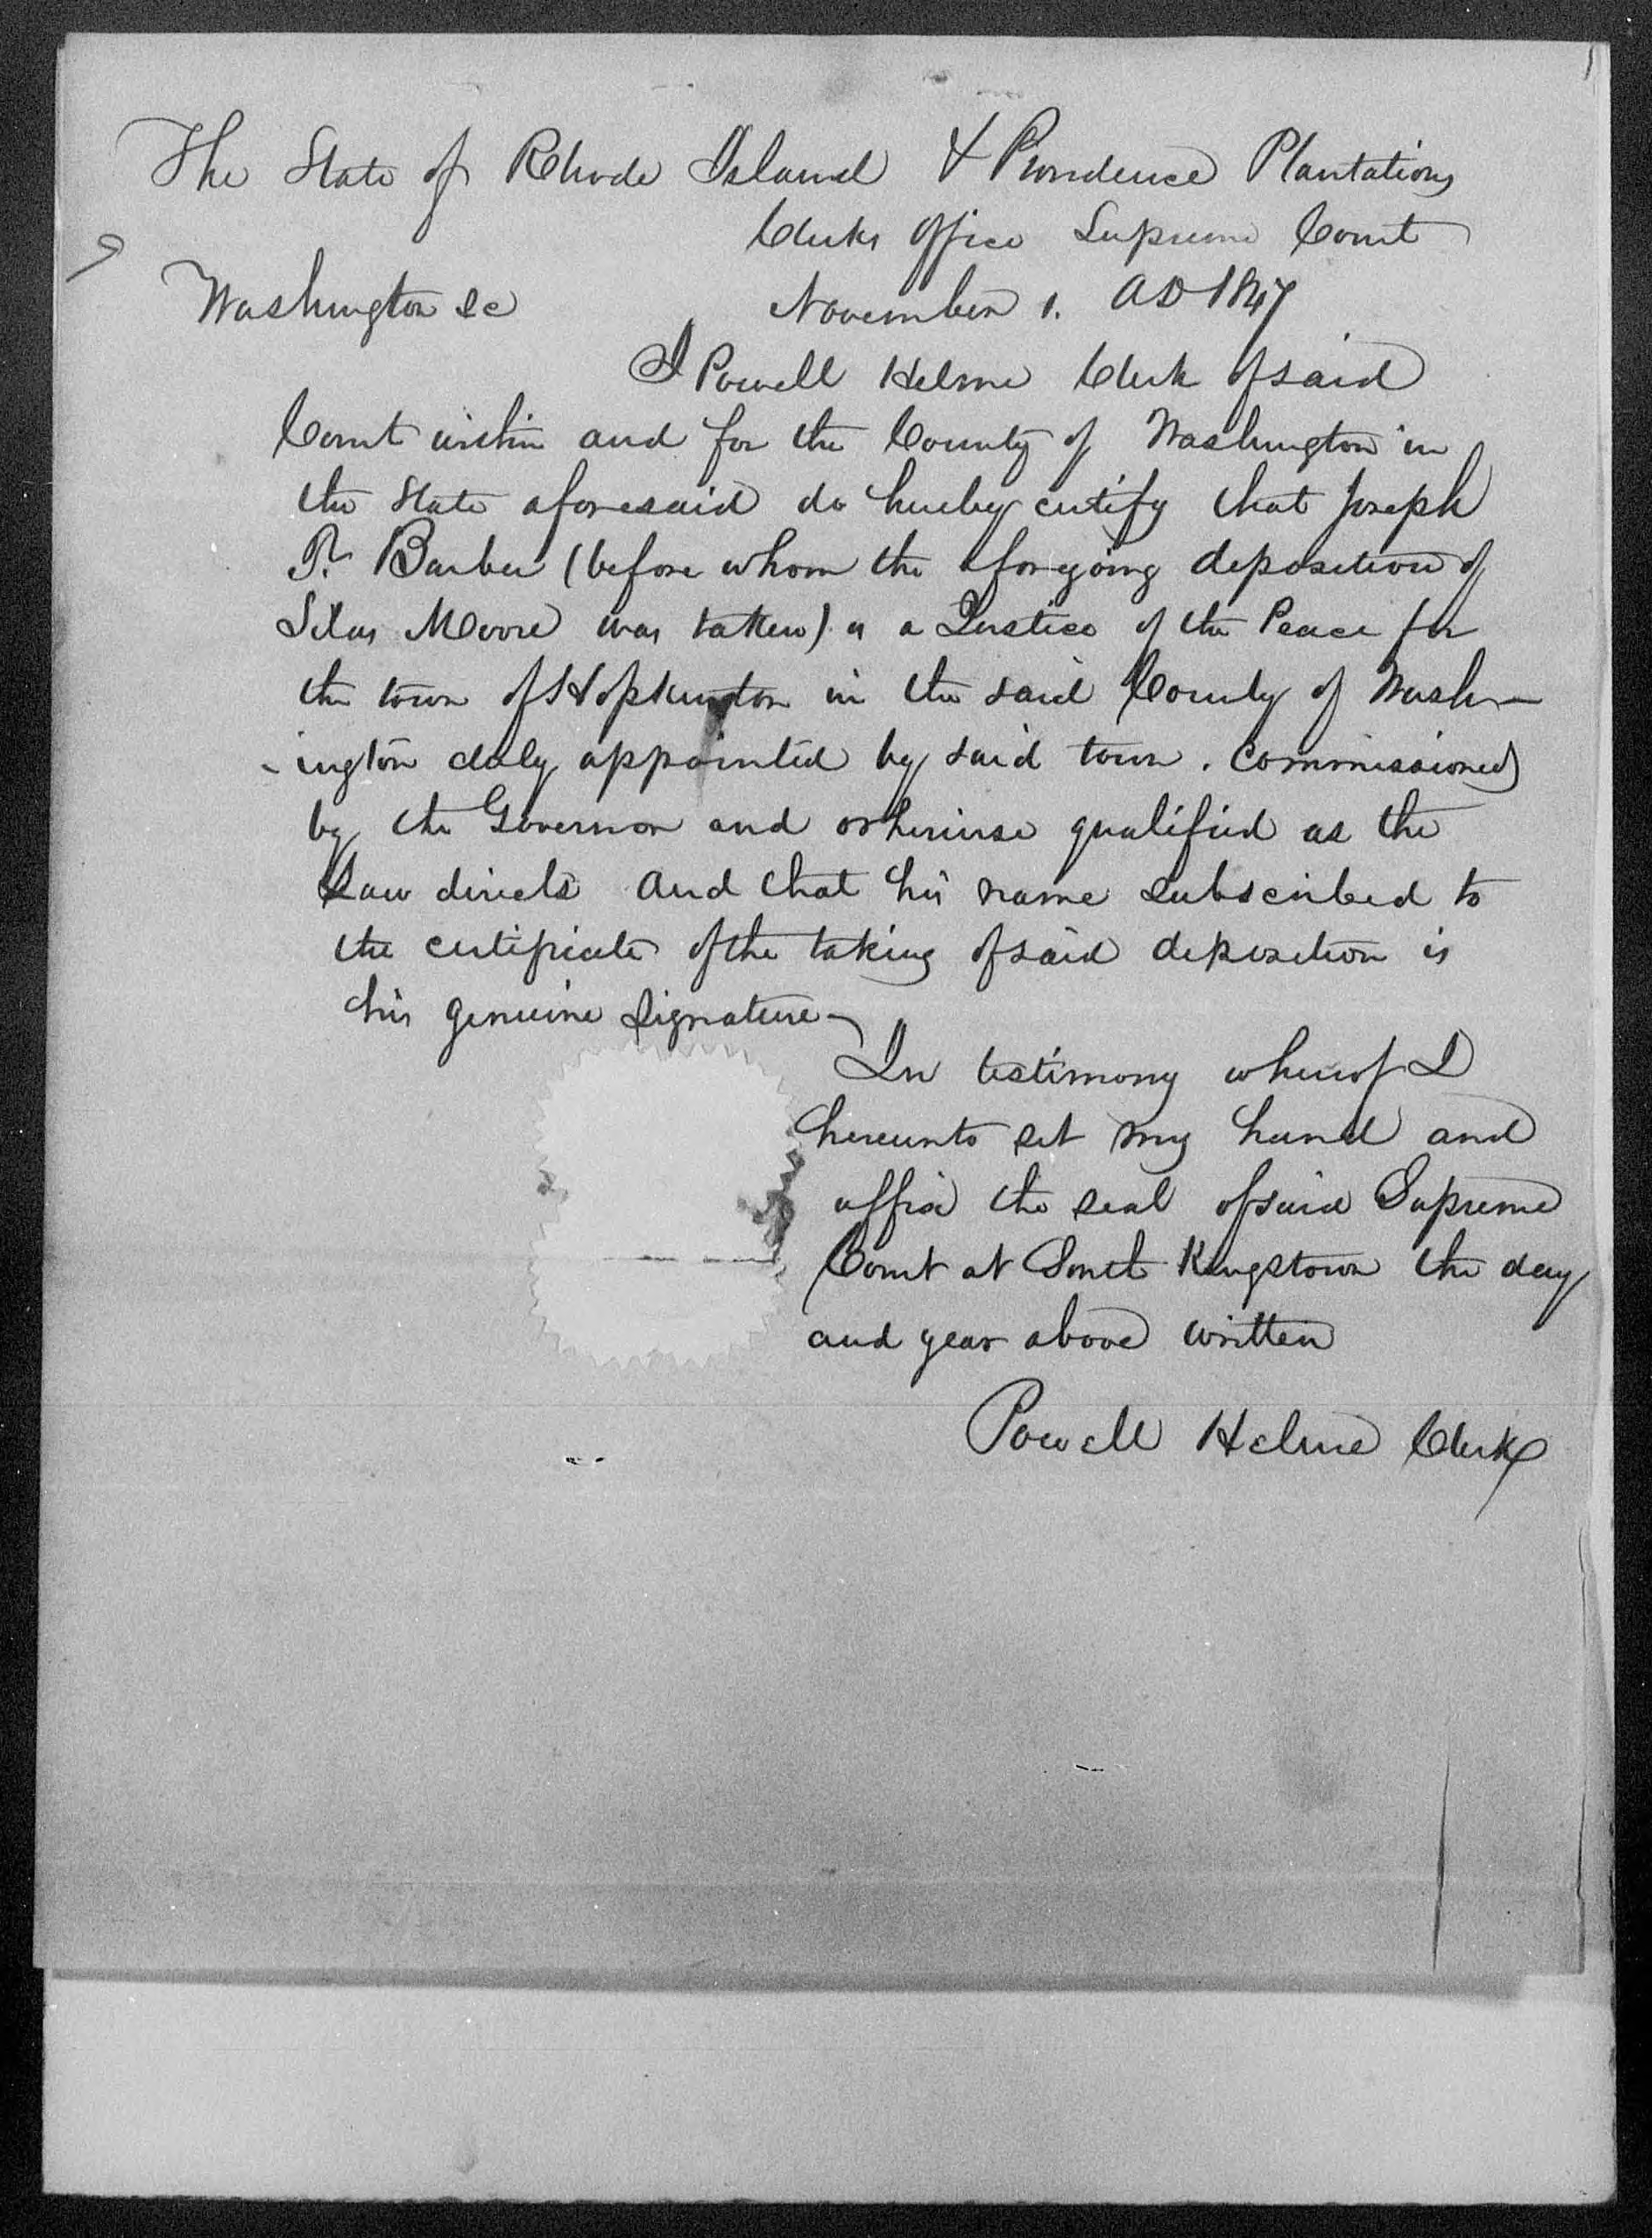 The State of Rhode Island & Providence Plantations
Clerks Office Supreme Court
Washington Sc November 1. AD 1847
I Powell Helme Clerk of said
Court within and for the County of Washington in
the State aforesaid do hereby certify that Joseph
T. Barber (before whom the aforegoing deposition of
Silas Moore was taken) is a Justice of the Peace for
the town of Hopkinton in the said County of Wash-
-ington duly appointed by said town. Commissioned
by the Governor and otherwise qualified as the
Law directs And that his name subscribed to
the certificate of the taking of said deposition is
his genuine Signature
In testimony whereof I
hereunto set my hand and
affix the seal of said Supreme
Court at South Kingstown the day
and year above written
Powell Helme Clerk